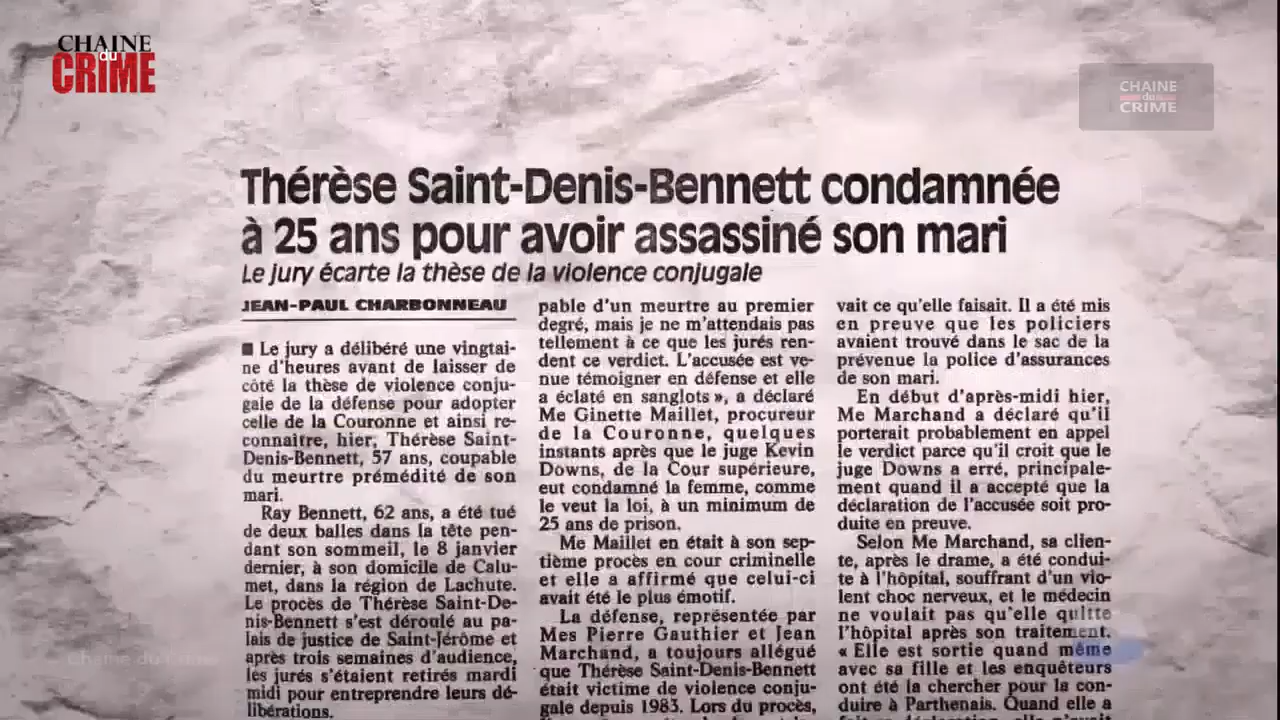 CHAINE
du
CRIME
CHAINE
du
CRIME
Thérèse Saint-Denis-Bennett condamnée
à 25 ans pour avoir assassiné son mari
Le jury écarte la thèse de la violence conjugale
JEAN-PAUL CHARBONNEAU
■ Le jury a délibéré une vingtai-
ne d'heures avant de laisser de
côté la thèse de violence conju-
gale de la défense pour adopter
celle de la Couronne et ainsi re-
connaître, hier, Thérèse Saint-
Denis-Bennett, 57 ans, coupable
du meurtre prémédité de son
mari.
Ray Bennett, 62 ans, a été tué
de deux balles dans la tête pen-
dant son sommeil, le 8 janvier
dernier, à son domicile de Calu-
met, dans la région de Lachute.
Le procès de Thérèse Saint-De-
nis-Bennett s'est déroulé au pa-
lais de justice de Saint-Jérôme et
après trois semaines d'audience,
les jurés s'étaient retirés mardi
midi pour entreprendre leurs dé-
libérations.
pable d'un meurtre au premier
degré, mais je ne m'attendais pas
tellement à ce que les jurés ren-
dent ce verdict. L'accusée est ve-
nue témoigner en défense et elle
a éclaté en sanglots », a déclaré
Me Ginette Maillet, procureur
de la Couronne, quelques
instants après que le juge Kevin
Downs, de la Cour supérieure,
eut condamné la femme, comme
le veut la loi, à un minimum de
25 ans de prison.
Me Maillet en était à son sep-
tième procès en cour criminelle
et elle a affirmé que celui-ci
avait été le plus émotif.
La défense, représentée par
Mes Pierre Gauthier et Jean
Marchand, a toujours allégué
que Thérèse Saint-Denis-Bennett
était victime de violence conju-
gale depuis 1983. Lors du procès,
vait ce qu'elle faisait. Il a été mis
en preuve que les policiers
avaient trouvé dans le sac de la
prévenue la police d'assurances
de son mari.
En début d'après-midi hier,
Me Marchand a déclaré qu'il
porterait probablement en appel
le verdict parce qu'il croit que le
juge Downs a erré, principale-
ment quand il a accepté que la
déclaration de l'accusée soit pro-
duite en preuve.
Selon Me Marchand, sa clien-
te, après le drame, a été condui-
te à l'hôpital, souffrant d'un vio-
lent choc nerveux, et le médecin
ne voulait pas qu'elle quitte
l'hôpital après son traitement.
« Elle est sortie quand même
avec sa fille et les enquêteurs
ont été la chercher pour la con-
duire à Parthenais. Quand elle a
Chaine du Crime